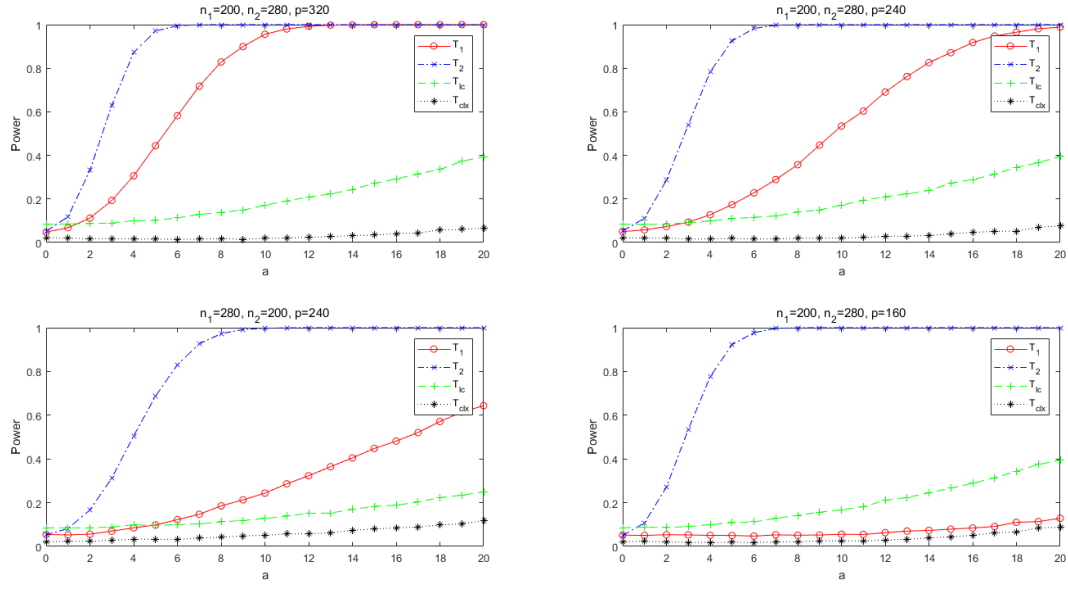 n1=200, n2=280, p=320
1
0.8
0.6
0.4
0.2
0
Power
T1
T2
Tlc
Tclx
0 2 4 6 8 10 12 14 16 18 20
a
n1=200, n2=280, p=240
1
0.8
0.6
0.4
0.2
0
Power
T1
T2
Tlc
Tclx
0 2 4 6 8 10 12 14 16 18 20
a
n1=280, n2=200, p=240
1
0.8
0.6
0.4
0.2
0
Power
T1
T2
Tlc
Tclx
0 2 4 6 8 10 12 14 16 18 20
a
n1=200, n2=280, p=160
1
0.8
0.6
0.4
0.2
0
Power
T1
T2
Tlc
Tclx
0 2 4 6 8 10 12 14 16 18 20
a